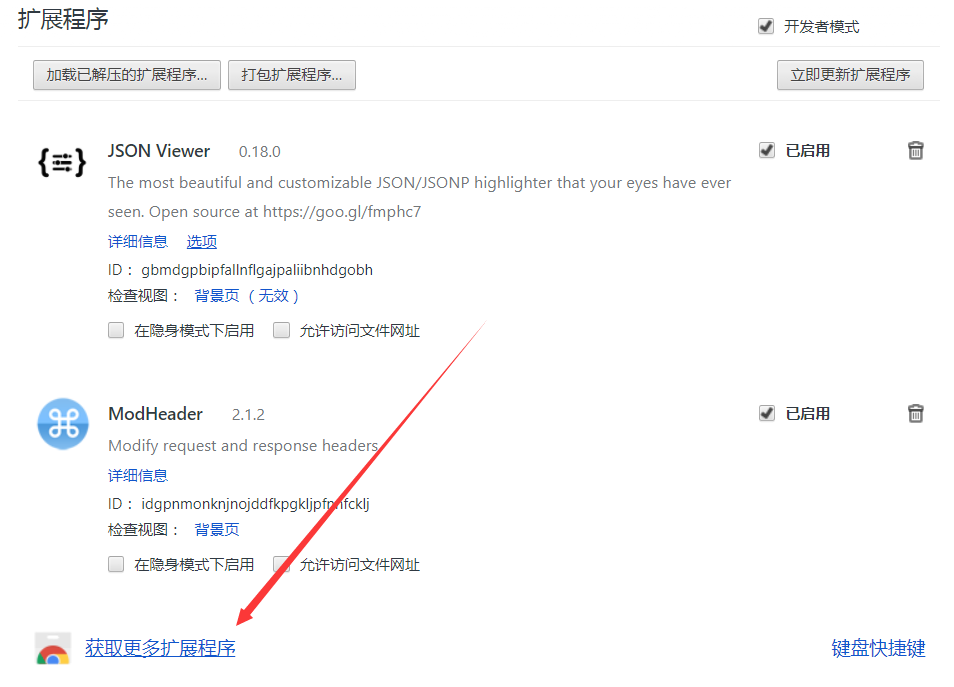 扩展程序
开发者模式
加载已解压的扩展程序... 打包扩展程序... 立即更新扩展程序
JSON Viewer 0.18.0 已启用
The most beautiful and customizable JSON/JSONP highlighter that your eyes have ever
seen. Open source at https://goo.gl/fmphc7
详细信息 选项
ID： gbmdgpbipfallnflgajpaliibnhdgobh
检查视图： 背景页 （无效）
在隐身模式下启用 允许访问文件网址
ModHeader 2.1.2 已启用
Modify request and response headers.
详细信息
ID： idgpnmonknjnojddfkpgkljpfnnfcklj
检查视图： 背景页
在隐身模式下启用 允许访问文件网址
获取更多扩展程序 键盘快捷键